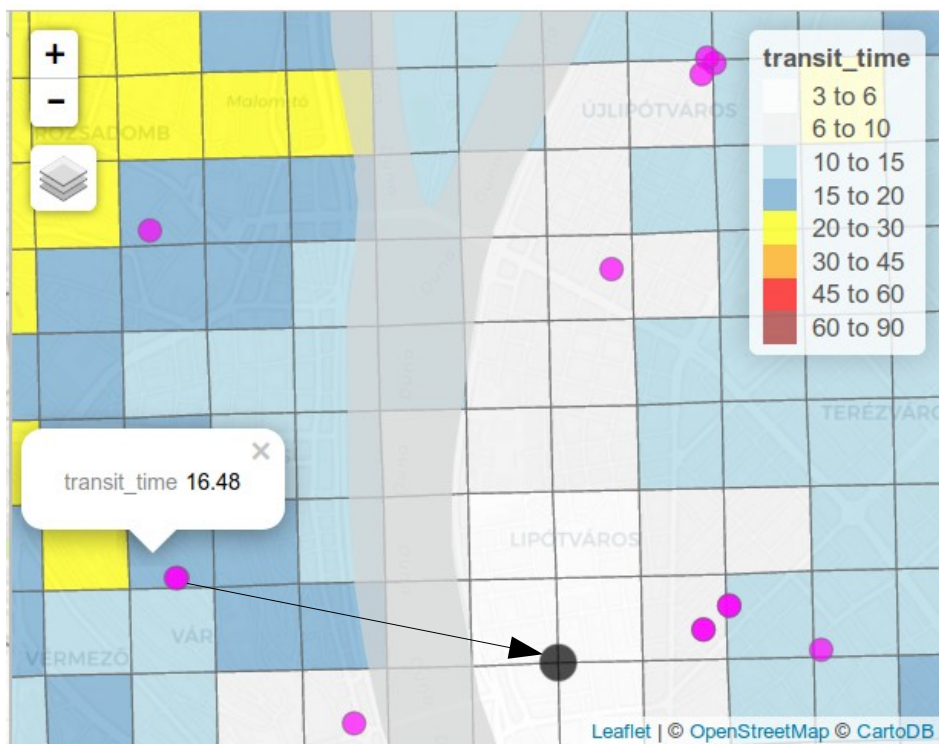 +
−
Malom-tó
RÓZSADOMB
ÚJLIPÓTVÁROS
transit_time
3 to 6
6 to 10
10 to 15
15 to 20
20 to 30
30 to 45
45 to 60
60 to 90
Duna
TERÉZVÁRO
×
transit_time 16.48
LIPÓTVÁROS
VÁR
VÉRMEZŐ
Leaflet | © OpenStreetMap © CartoDB